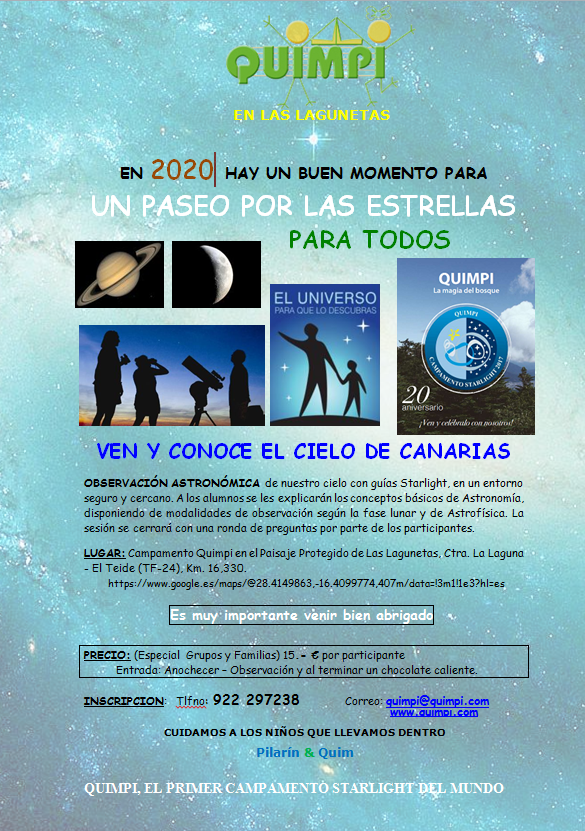 QUIMPI
EN LAS LAGUNETAS
EN 2020 HAY UN BUEN MOMENTO PARA
UN PASEO POR LAS ESTRELLAS
PARA TODOS
EL UNIVERSO
PARA QUE LO DESCUBRAS
QUIMPI
La magia del bosque
QUIMPI
CAMPAMENTO STARLIGHT 2017
20
aniversario
¡Ven y celébralo con nosotros!
VEN Y CONOCE EL CIELO DE CANARIAS
OBSERVACIÓN ASTRONÓMICA de nuestro cielo con guías Starlight, en un entorno
seguro y cercano. A los alumnos se les explicarán los conceptos básicos de Astronomía,
disponiendo de modalidades de observación según la fase lunar y de Astrofísica. La
sesión se cerrará con una ronda de preguntas por parte de los participantes.
LUGAR: Campamento Quimpi en el Paisaje Protegido de Las Lagunetas, Ctra. La Laguna
- El Teide (TF-24), Km. 16,330.
https://www.google.es/maps/@28.4149863,-16.4099774,407m/data=!3m1!1e3?hl=es
Es muy importante venir bien abrigado
PRECIO: (Especial Grupos y Familias) 15.- € por participante
Entrada: Anochecer – Observación y al terminar un chocolate caliente.
INSCRIPCION: Tlfno: 922 297238 Correo: quimpi@quimpi.com
www.quimpi.com
CUIDAMOS A LOS NIÑOS QUE LLEVAMOS DENTRO
Pilarín & Quim
QUIMPI, EL PRIMER CAMPAMENTO STARLIGHT DEL MUNDO